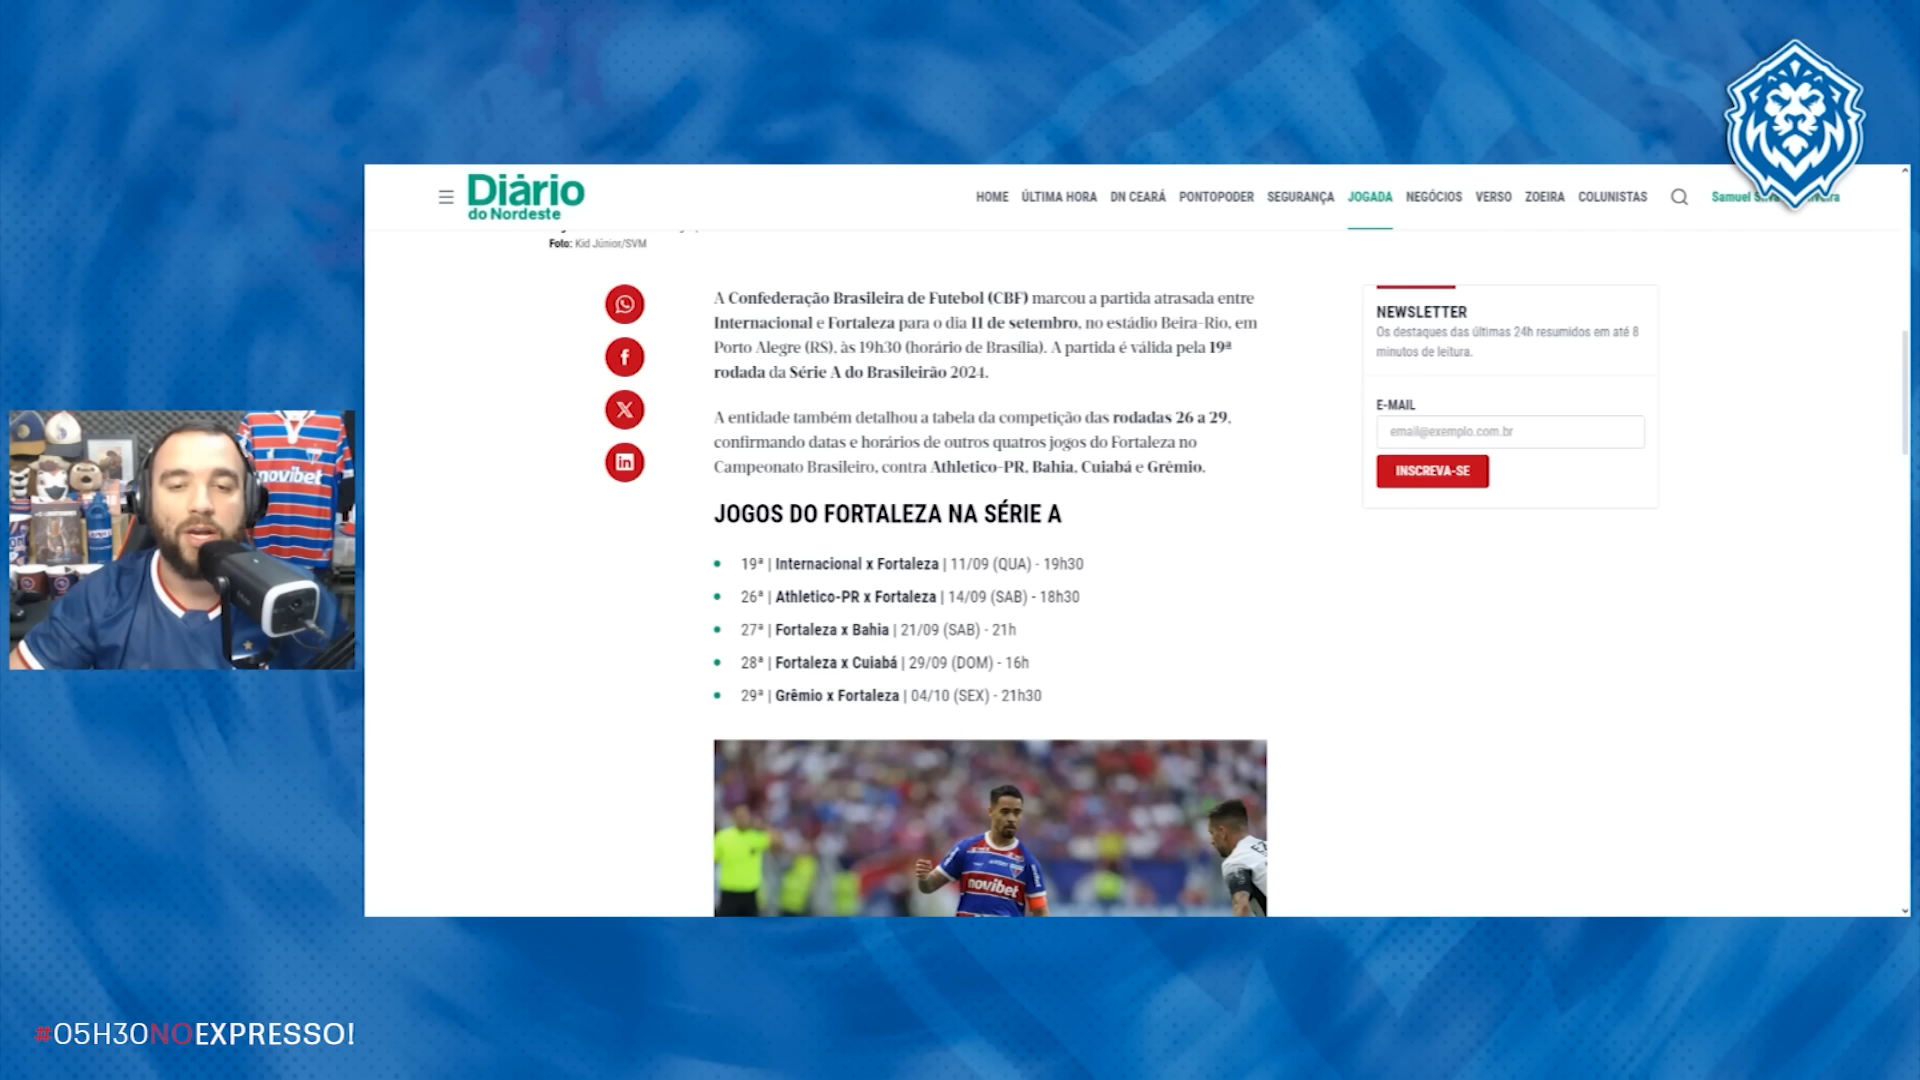 Diário
do Nordeste
HOME ÚLTIMA HORA DN CEARÁ PONTOPODER SEGURANÇA JOGADA NEGÓCIOS VERSO ZOEIRA COLUNISTAS
Samuel
Foto: Kid Júnior/SVM
A Confederação Brasileira de Futebol (CBF) marcou a partida atrasada entre
Internacional e Fortaleza para o dia 11 de setembro, no estádio Beira-Rio, em
Porto Alegre (RS), às 19h30 (horário de Brasília). A partida é válida pela 19ª
rodada da Série A do Brasileirão 2024.
A entidade também detalhou a tabela da competição das rodadas 26 a 29,
confirmando datas e horários de outros quatros jogos do Fortaleza no
Campeonato Brasileiro, contra Athletico-PR, Bahia, Cuiabá e Grêmio.
JOGOS DO FORTALEZA NA SÉRIE A
19ª | Internacional x Fortaleza | 11/09 (QUA) - 19h30
26ª | Athletico-PR x Fortaleza | 14/09 (SAB) - 18h30
27ª | Fortaleza x Bahia | 21/09 (SAB) - 21h
28ª | Fortaleza x Cuiabá | 29/09 (DOM) - 16h
29ª | Grêmio x Fortaleza | 04/10 (SEX) - 21h30
NEWSLETTER
Os destaques das últimas 24h resumidos em até 8
minutos de leitura.
E-MAIL
email@exemplo.com.br
INSCREVA-SE
novibet
novibet
#05H30NOEXPRESSO!